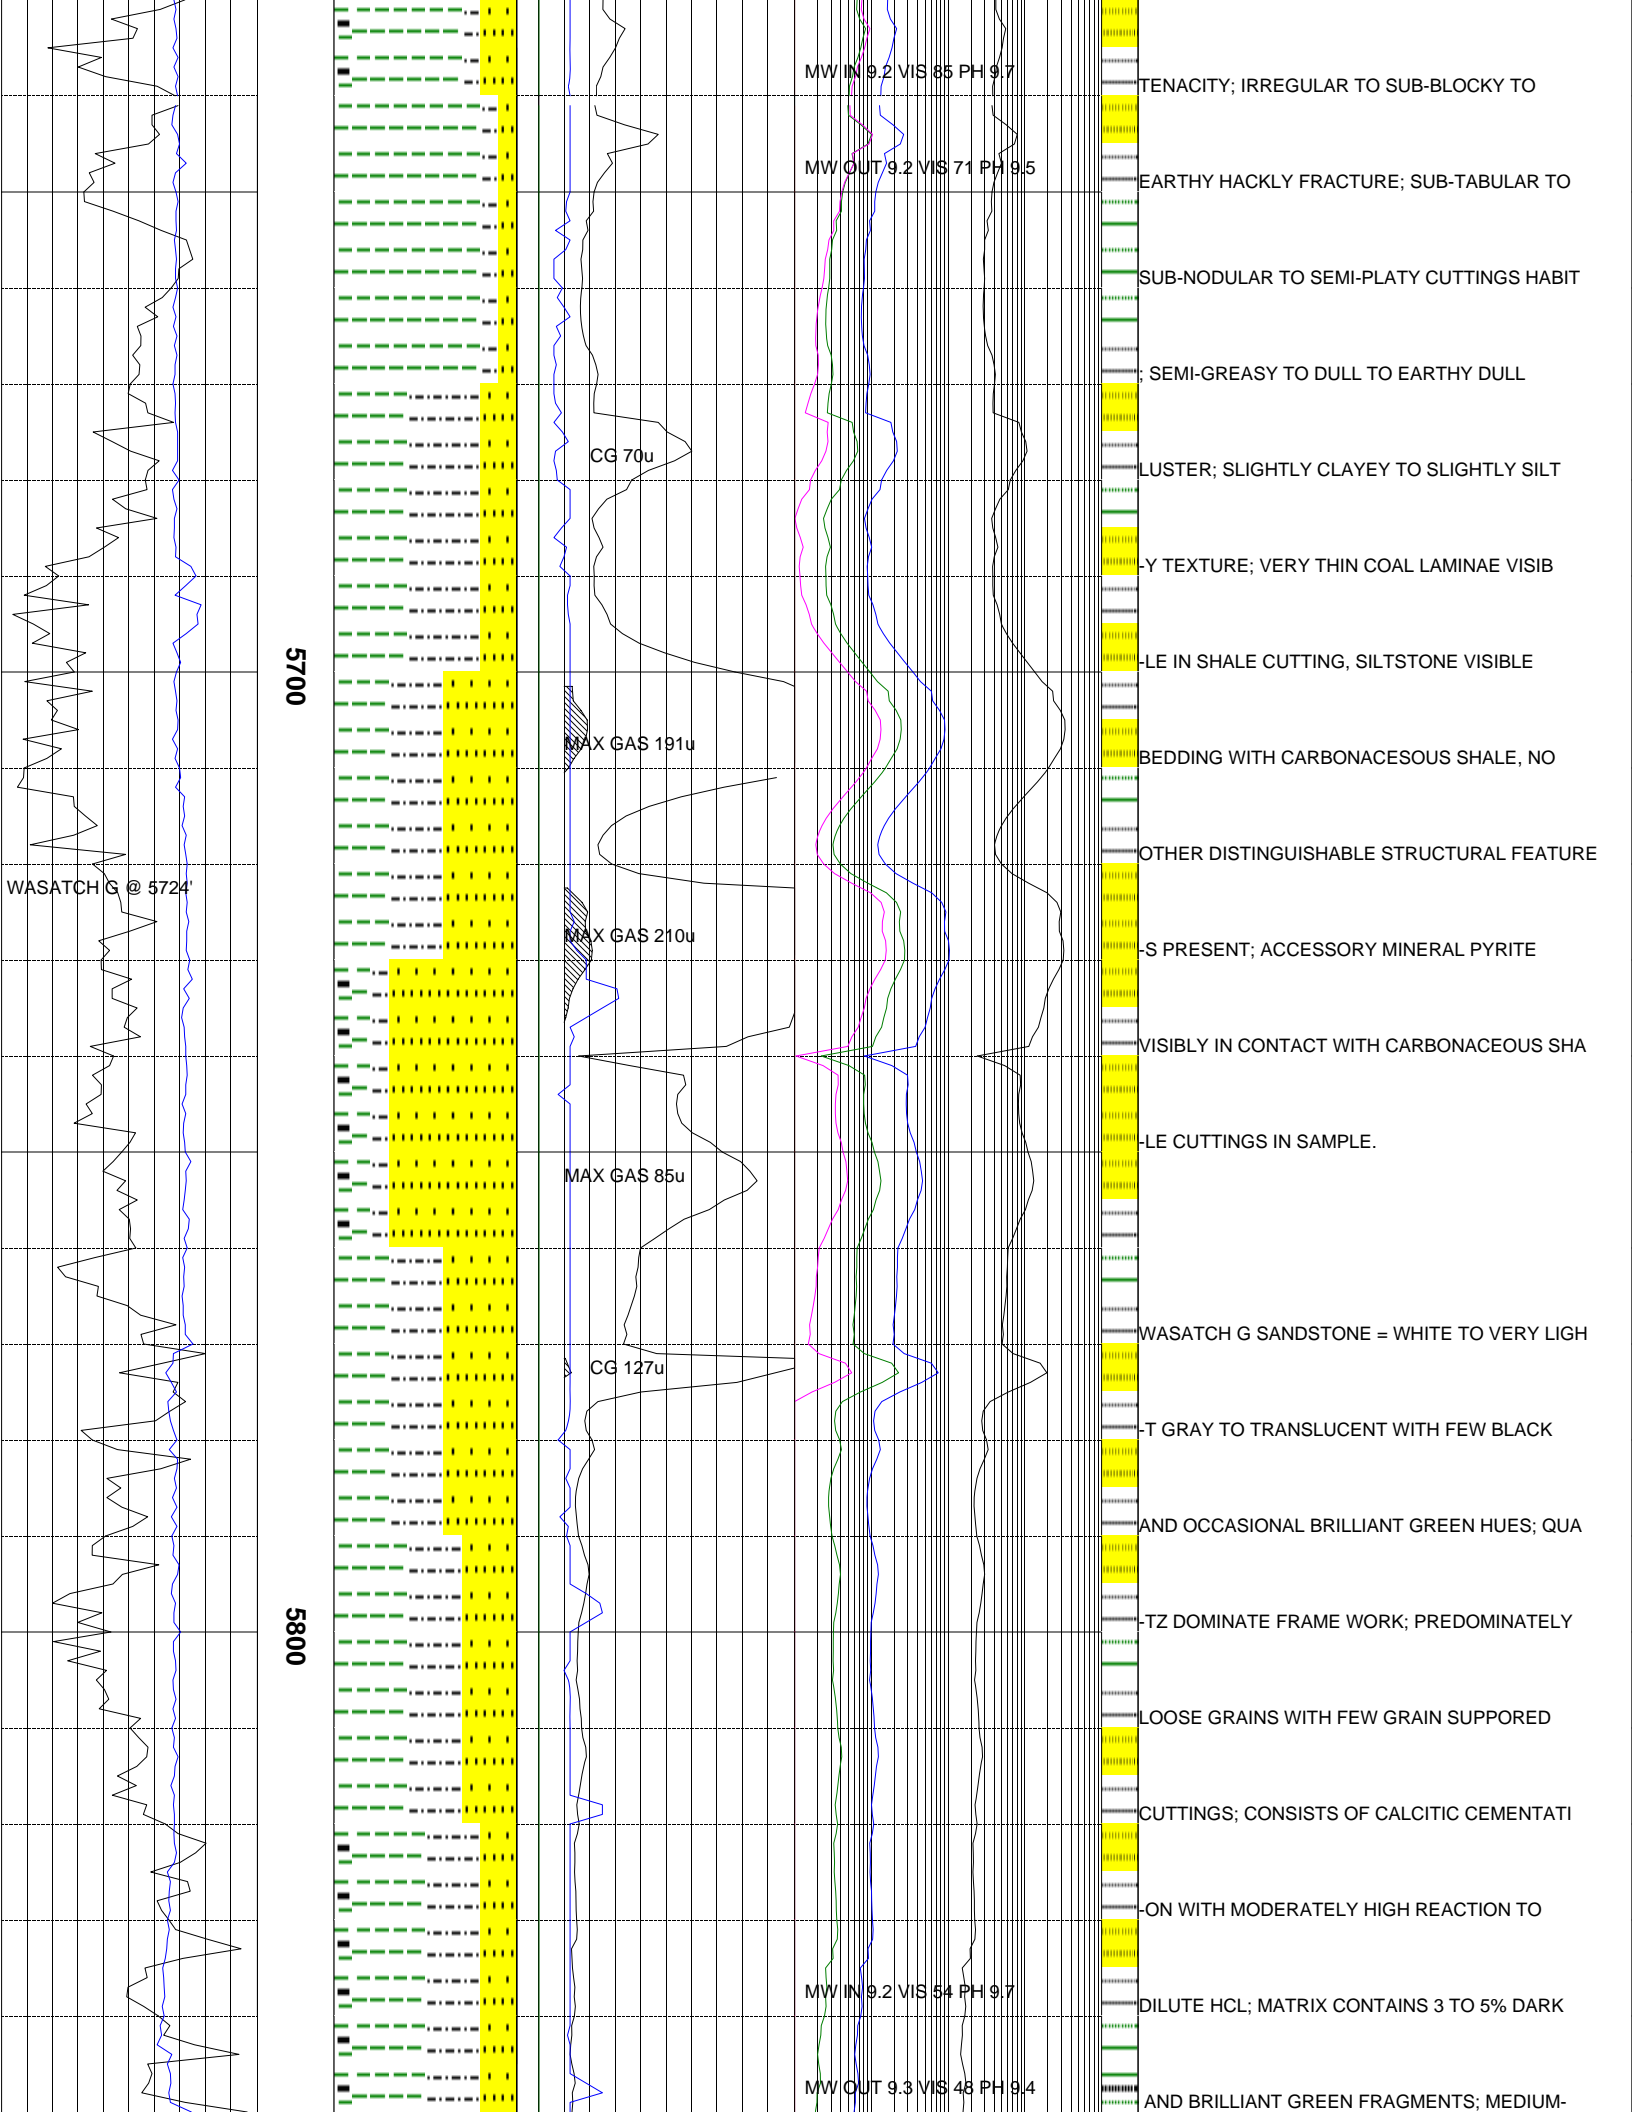 MW IN 9.2 VIS 85 PH 9.7
TENACITY; IRREGULAR TO SUB-BLOCKY TO
MW OUT 9.2 VIS 71 PH 9.5
EARTHY HACKLY FRACTURE; SUB-TABULAR TO
SUB-NODULAR TO SEMI-PLATY CUTTINGS HABIT
; SEMI-GREASY TO DULL TO EARTHY DULL
CG 70u
LUSTER; SLIGHTLY CLAYEY TO SLIGHTLY SILT
-Y TEXTURE; VERY THIN COAL LAMINAE VISIB
5700
-LE IN SHALE CUTTING, SILTSTONE VISIBLE
MAX GAS 191u
BEDDING WITH CARBONACESOUS SHALE, NO
OTHER DISTINGUISHABLE STRUCTURAL FEATURE
WASATCH G @ 5724'
MAX GAS 210u
-S PRESENT; ACCESSORY MINERAL PYRITE
VISIBLY IN CONTACT WITH CARBONACEOUS SHA
-LE CUTTINGS IN SAMPLE.
MAX GAS 85u
WASATCH G SANDSTONE = WHITE TO VERY LIGH
CG 127u
-T GRAY TO TRANSLUCENT WITH FEW BLACK
AND OCCASIONAL BRILLIANT GREEN HUES; QUA
5800
-TZ DOMINATE FRAME WORK; PREDOMINATELY
LOOSE GRAINS WITH FEW GRAIN SUPPORED
CUTTINGS; CONSISTS OF CALCITIC CEMENTATI
-ON WITH MODERATELY HIGH REACTION TO
MW IN 9.2 VIS 54 PH 9.7
DILUTE HCL; MATRIX CONTAINS 3 TO 5% DARK
MW OUT 9.3 VIS 48 PH 9.4
AND BRILLIANT GREEN FRAGMENTS; MEDIUM-